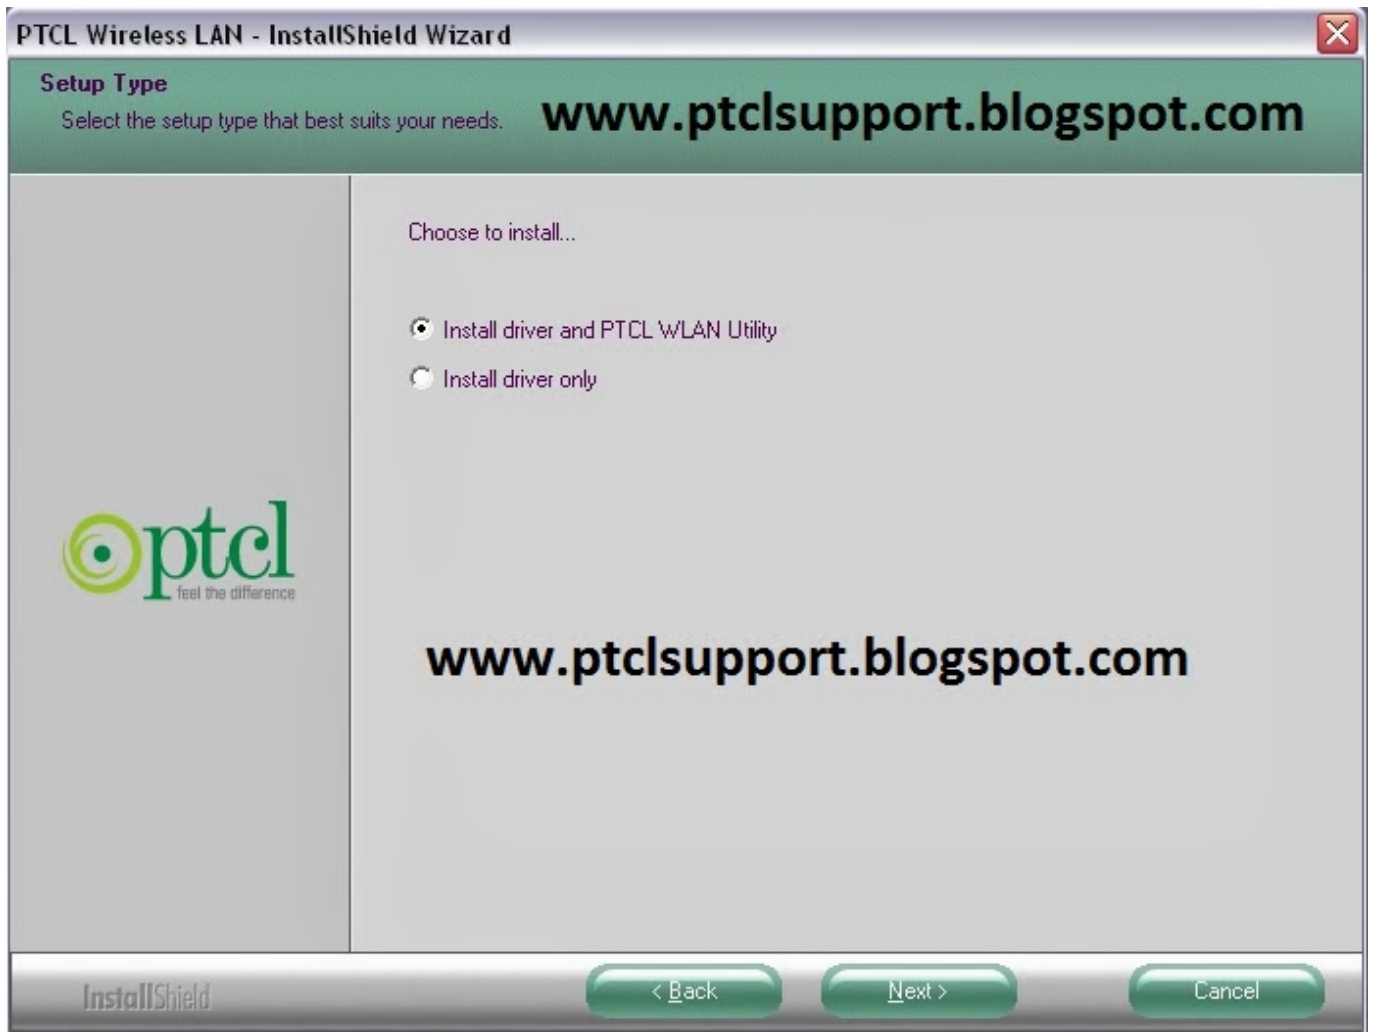 PTCL Wireless LAN - InstallShield Wizard
Setup Type
Select the setup type that best suits your needs.
www.ptclsupport.blogspot.com
Choose to install...
Install driver and PTCL WLAN Utility
Install driver only
ptcl
feel the difference
www.ptclsupport.blogspot.com
InstallShield
< Back
Next >
Cancel